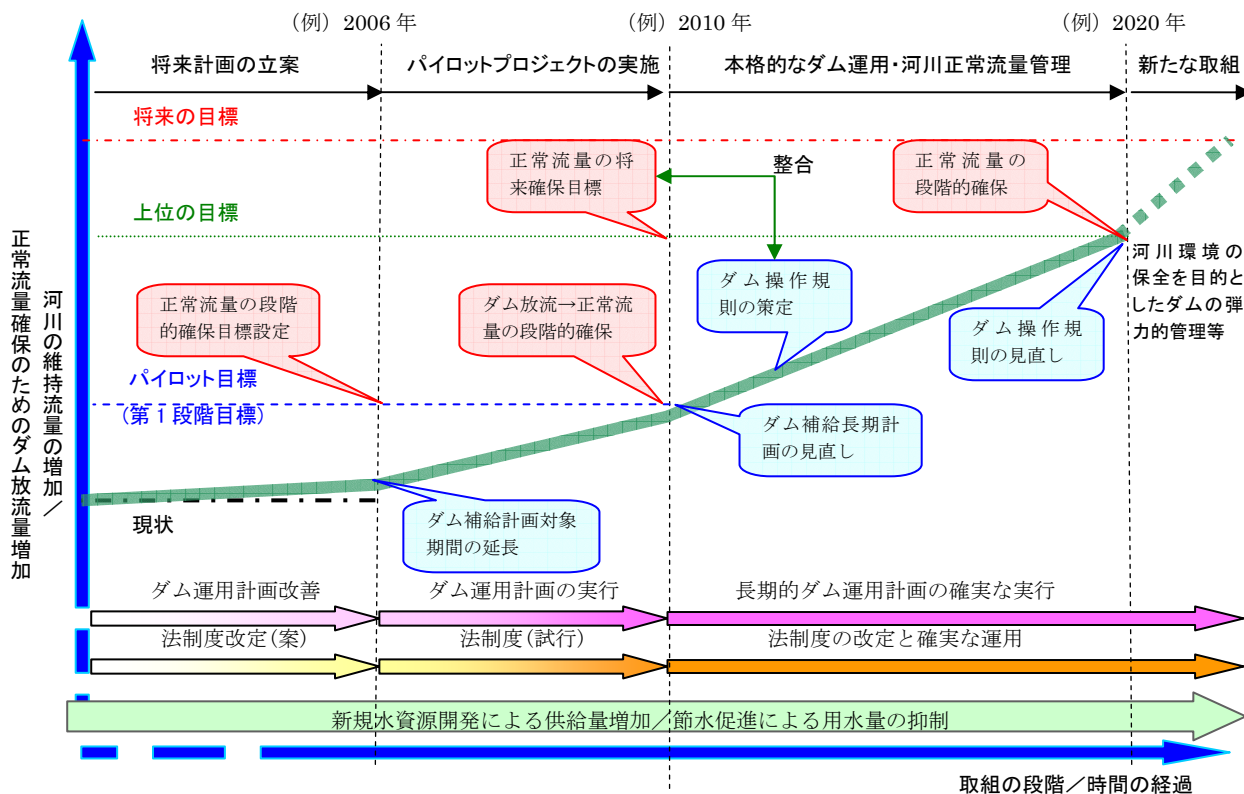 (例) 2006 年
(例) 2010 年
(例) 2020 年
将来計画の立案
パイロットプロジェクトの実施
本格的なダム運用・河川正常流量管理
新たな取組
将来の目標
正常流量の将
来確保目標
整合
正常流量の
段階的確保
上位の目標
河川環境の
保全を目的と
したダムの弾
力的管理等
正常流量の段階
的確保目標設定
ダム放流→正常流
量の段階的確保
ダム操作規
則の策定
ダム操作規
則の見直し
パイロット目標
(第1段階目標)
ダム補給長期計
画の見直し
現状
ダム補給計画対象
期間の延長
河川の維持流量の増加/
正常流量確保のためのダム放流量増加
ダム運用計画改善
ダム運用計画の実行
長期的ダム運用計画の確実な実行
法制度改定(案)
法制度(試行)
法制度の改定と確実な運用
新規水資源開発による供給量増加/節水促進による用水量の抑制
取組の段階/時間の経過